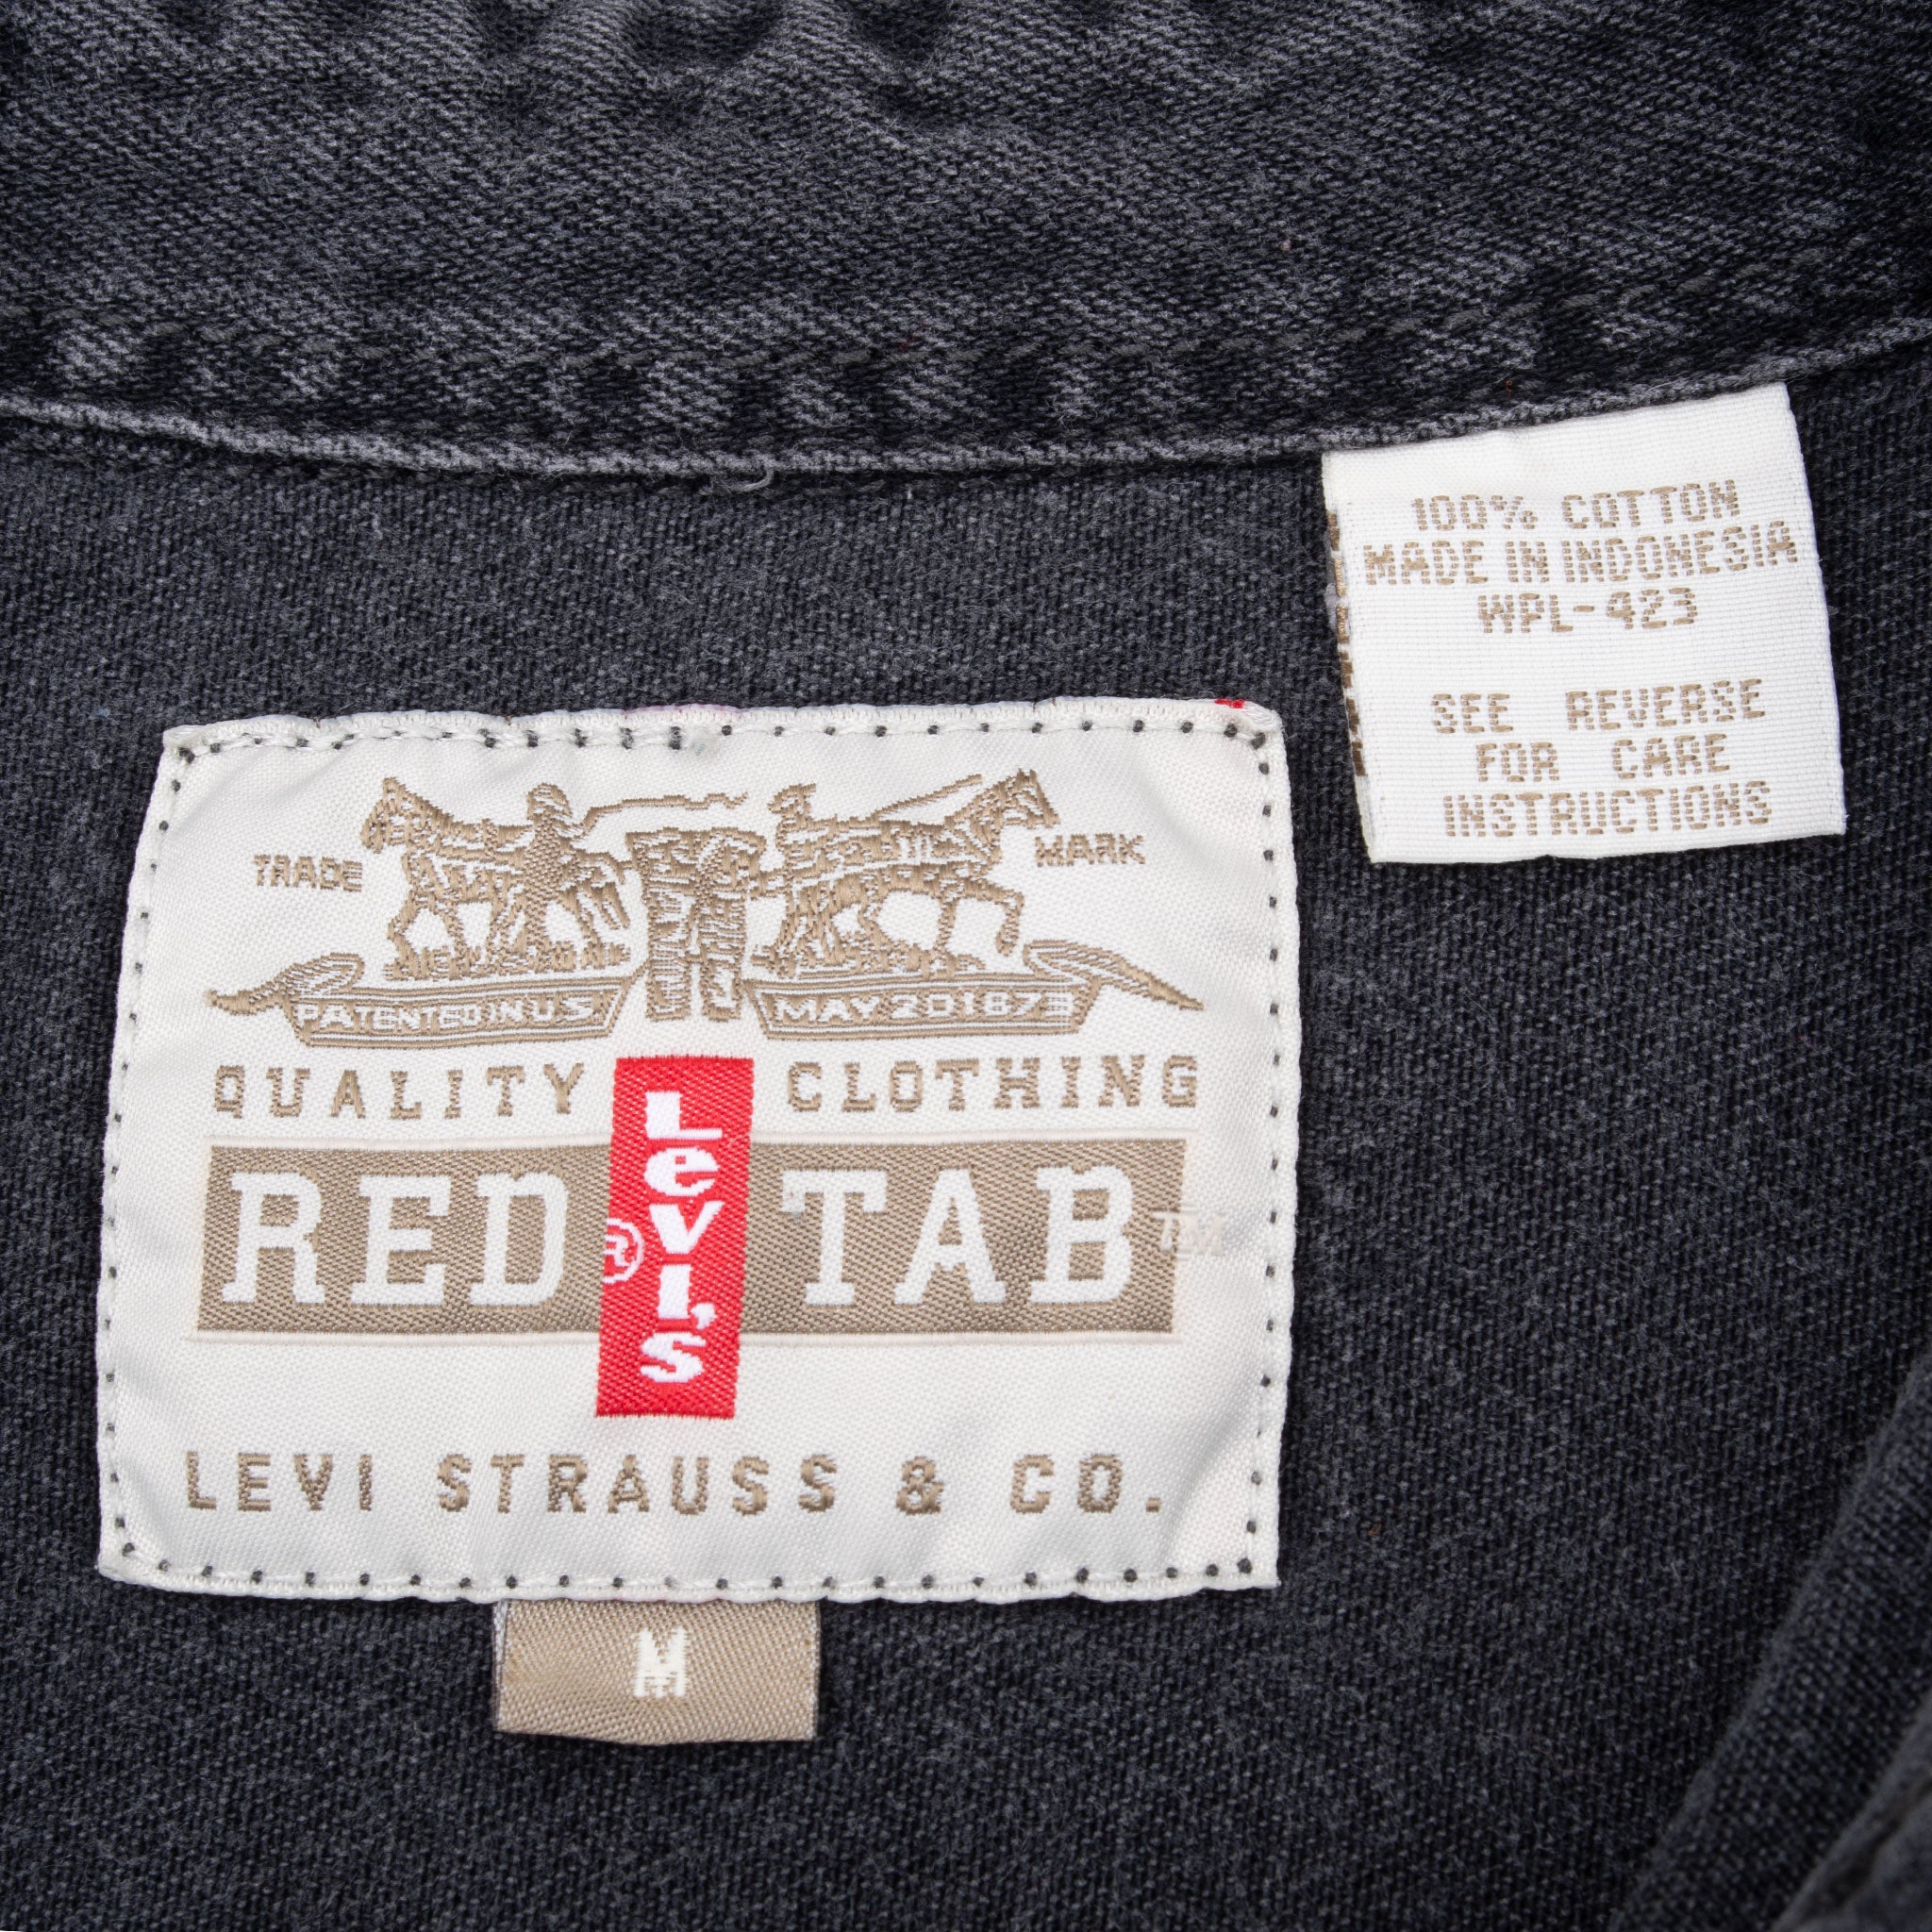 100% COTTON
MADE IN INDONESIA
WPL-423
SEE REVERSE
FOR CARE
INSTRUCTIONS
TRADE MARK
PATENTED IN U.S. MAY 20 1873
QUALITY CLOTHING
RED TAB™
Levi's®
LEVI STRAUSS & CO.
M